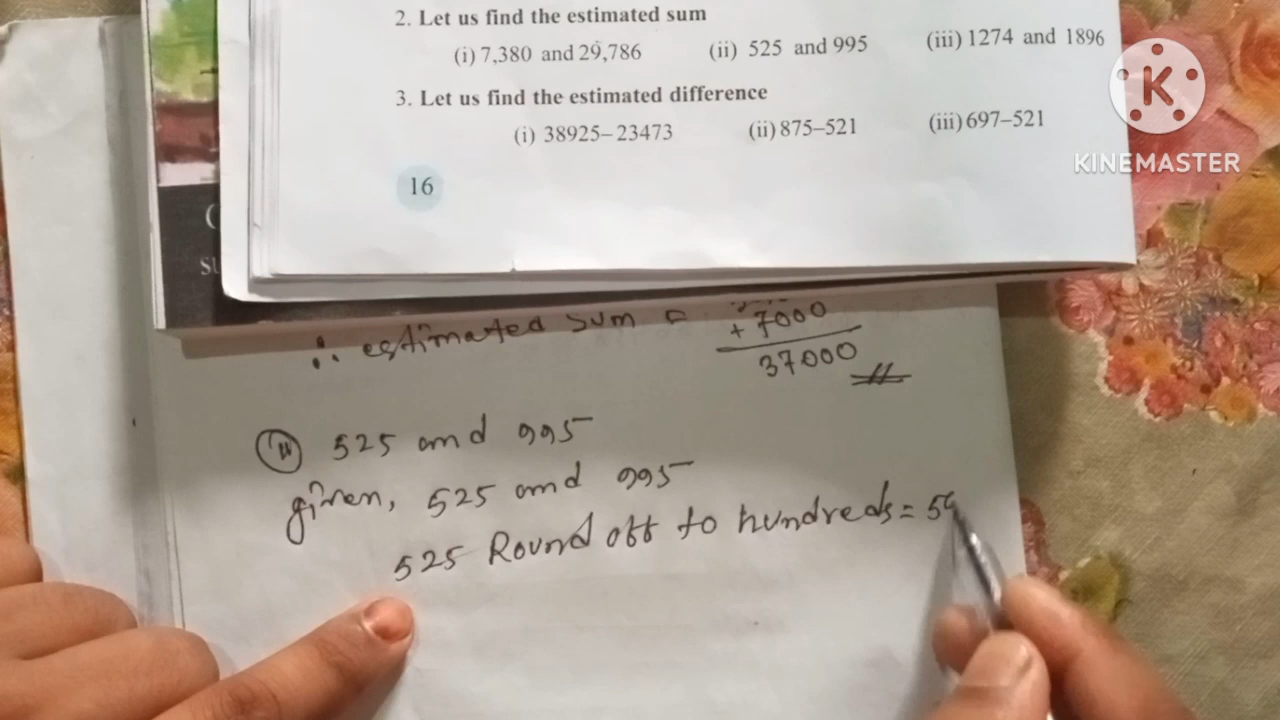 2. Let us find the estimated sum
(i) 7,380 and 29,786 (ii) 525 and 995 (iii) 1274 and 1896
3. Let us find the estimated difference
(i) 38925–23473 (ii) 875–521 (iii) 697–521
16
K
KINEMASTER
∴ estimated sum =
+ 7000
37000
(ii) 525 and 995
given, 525 and 995
525 Round off to hundreds = 50